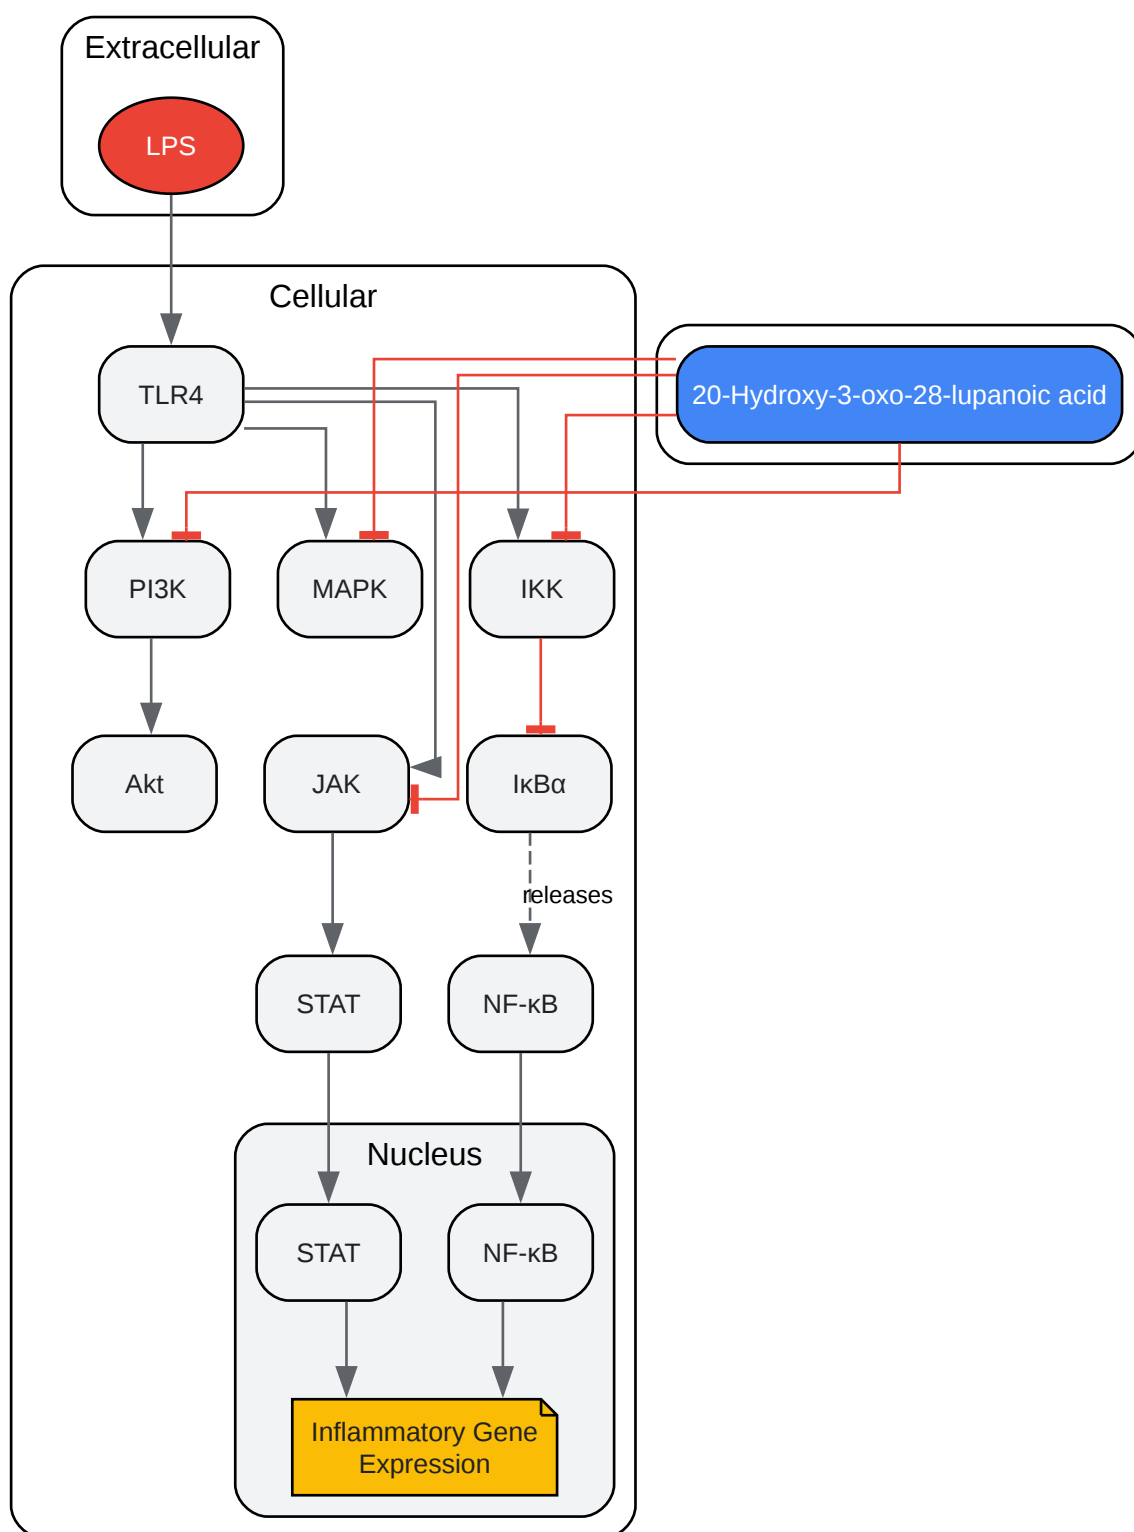 Extracellular
LPS
Cellular
TLR4
20-Hydroxy-3-oxo-28-lupanoic acid
PI3K
MAPK
IKK
Akt
JAK
IκBα
releases
STAT
NF-κB
Nucleus
STAT
NF-κB
Inflammatory Gene
Expression